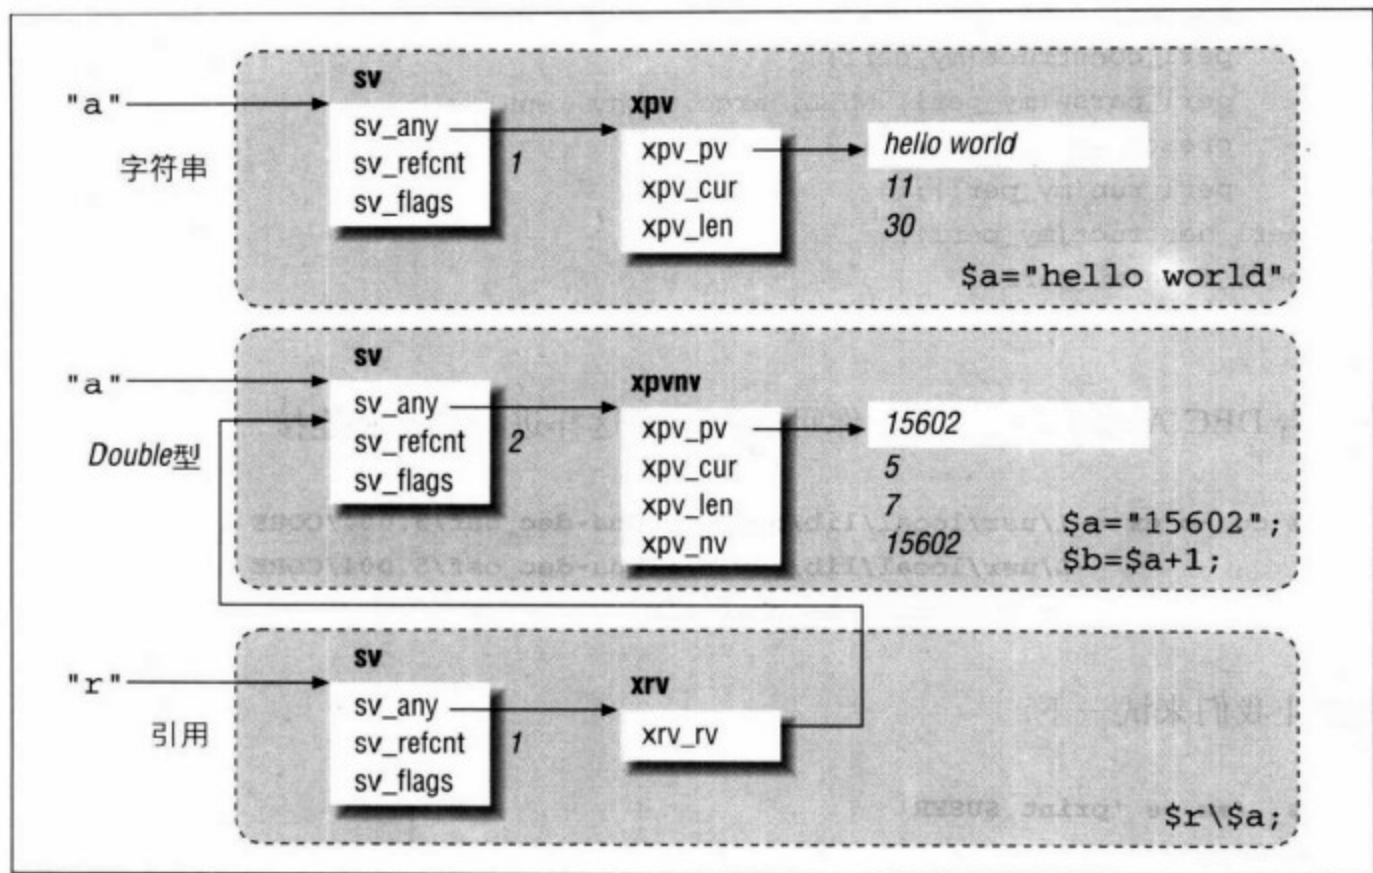 sv
"a"
sv_any
sv_refcnt
sv_flags
1
字符串
xpv
xpv_pv
xpv_cur
xpv_len
hello world
11
30
$a="hello world"
sv
"a"
sv_any
sv_refcnt
sv_flags
2
Double型
xpvnv
xpv_pv
xpv_cur
xpv_len
xpv_nv
15602
5
7
15602
$a="15602";
$b=$a+1;
sv
"r"
sv_any
sv_refcnt
sv_flags
1
引用
xrv
xrv_rv
$r\$a;